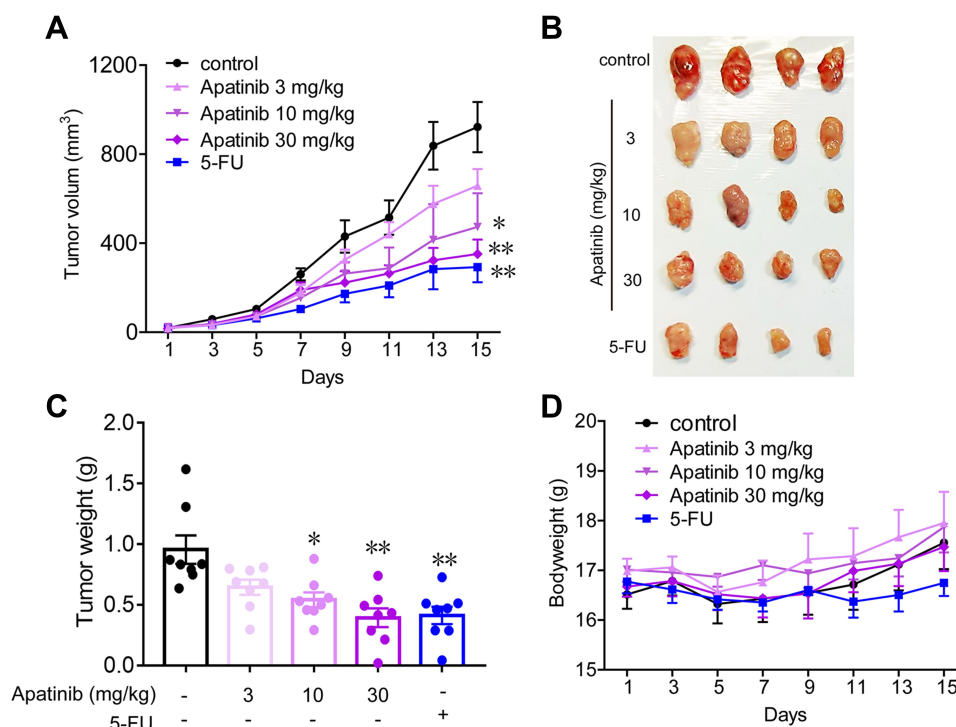 A
1200
800
400
0
Tumor volum (mm³)
control
Apatinib 3 mg/kg
Apatinib 10 mg/kg
Apatinib 30 mg/kg
5-FU
*
**
**
1 3 5 7 9 11 13 15
Days
B
control
3
10
30
Apatinib (mg/kg)
5-FU
C
2.0
1.5
1.0
0.5
0.0
Tumor weight (g)
* ** **
Apatinib (mg/kg) - 3 10 30 -
5-FU - - - - +
D
19
18
17
16
15
Bodyweight (g)
control
Apatinib 3 mg/kg
Apatinib 10 mg/kg
Apatinib 30 mg/kg
5-FU
1 3 5 7 9 11 13 15
Days